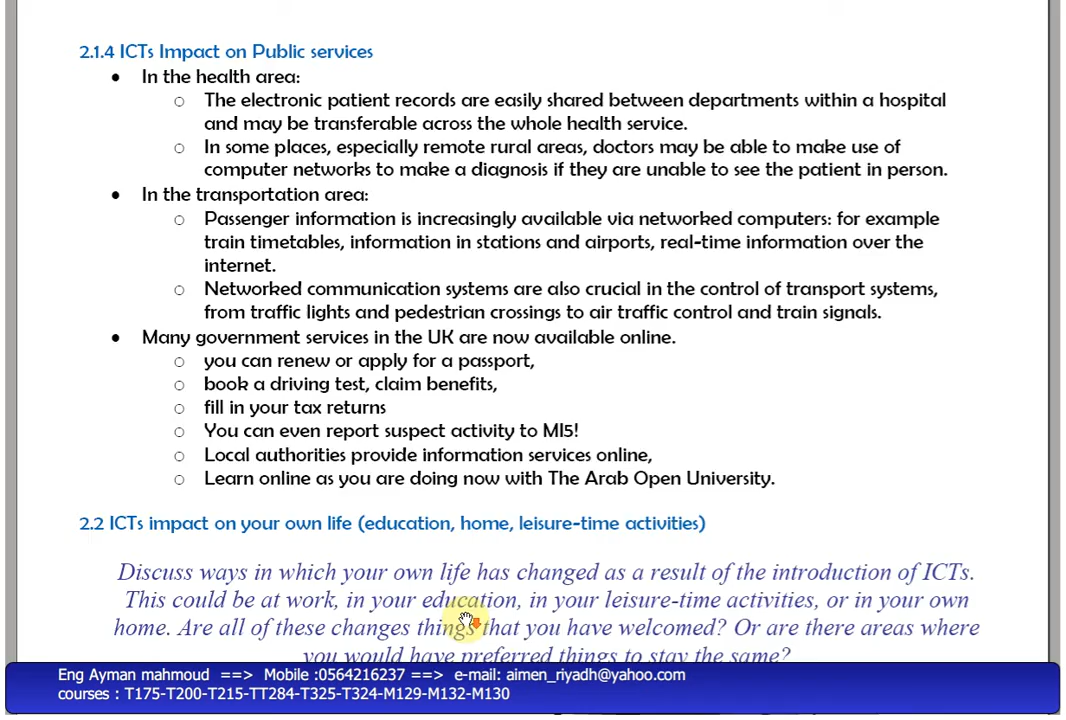 2.1.4 ICTs Impact on Public services
• In the health area:
○ The electronic patient records are easily shared between departments within a hospital
and may be transferable across the whole health service.
○ In some places, especially remote rural areas, doctors may be able to make use of
computer networks to make a diagnosis if they are unable to see the patient in person.
• In the transportation area:
○ Passenger information is increasingly available via networked computers: for example
train timetables, information in stations and airports, real-time information over the
internet.
○ Networked communication systems are also crucial in the control of transport systems,
from traffic lights and pedestrian crossings to air traffic control and train signals.
• Many government services in the UK are now available online.
○ you can renew or apply for a passport,
○ book a driving test, claim benefits,
○ fill in your tax returns
○ You can even report suspect activity to MI5!
○ Local authorities provide information services online,
○ Learn online as you are doing now with The Arab Open University.
2.2 ICTs impact on your own life (education, home, leisure-time activities)
Discuss ways in which your own life has changed as a result of the introduction of ICTs.
This could be at work, in your education, in your leisure-time activities, or in your own
home. Are all of these changes things that you have welcomed? Or are there areas where
you would have preferred things to stay the same?
Eng Ayman mahmoud ==> Mobile :0564216237 ==> e-mail: aimen_riyadh@yahoo.com
courses : T175-T200-T215-TT284-T325-T324-M129-M132-M130